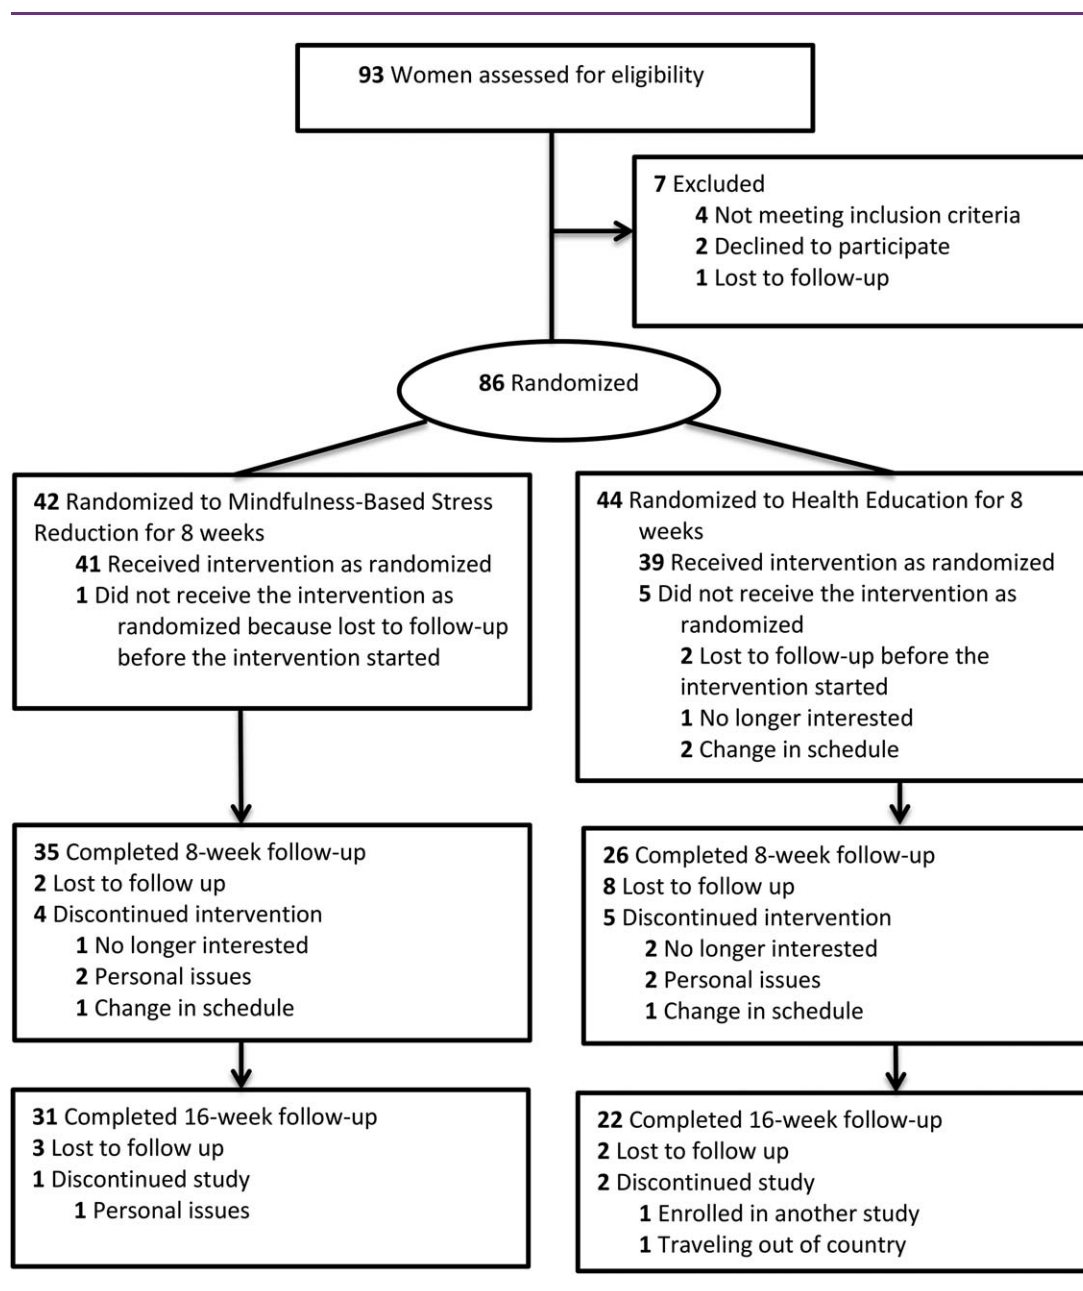 93 Women assessed for eligibility
7 Excluded
4 Not meeting inclusion criteria
2 Declined to participate
1 Lost to follow-up
86 Randomized
42 Randomized to Mindfulness-Based Stress
Reduction for 8 weeks
41 Received intervention as randomized
1 Did not receive the intervention as
randomized because lost to follow-up
before the intervention started
44 Randomized to Health Education for 8
weeks
39 Received intervention as randomized
5 Did not receive the intervention as
randomized
2 Lost to follow-up before the
intervention started
1 No longer interested
2 Change in schedule
35 Completed 8-week follow-up
2 Lost to follow up
4 Discontinued intervention
1 No longer interested
2 Personal issues
1 Change in schedule
26 Completed 8-week follow-up
8 Lost to follow up
5 Discontinued intervention
2 No longer interested
2 Personal issues
1 Change in schedule
31 Completed 16-week follow-up
3 Lost to follow up
1 Discontinued study
1 Personal issues
22 Completed 16-week follow-up
2 Lost to follow up
2 Discontinued study
1 Enrolled in another study
1 Traveling out of country